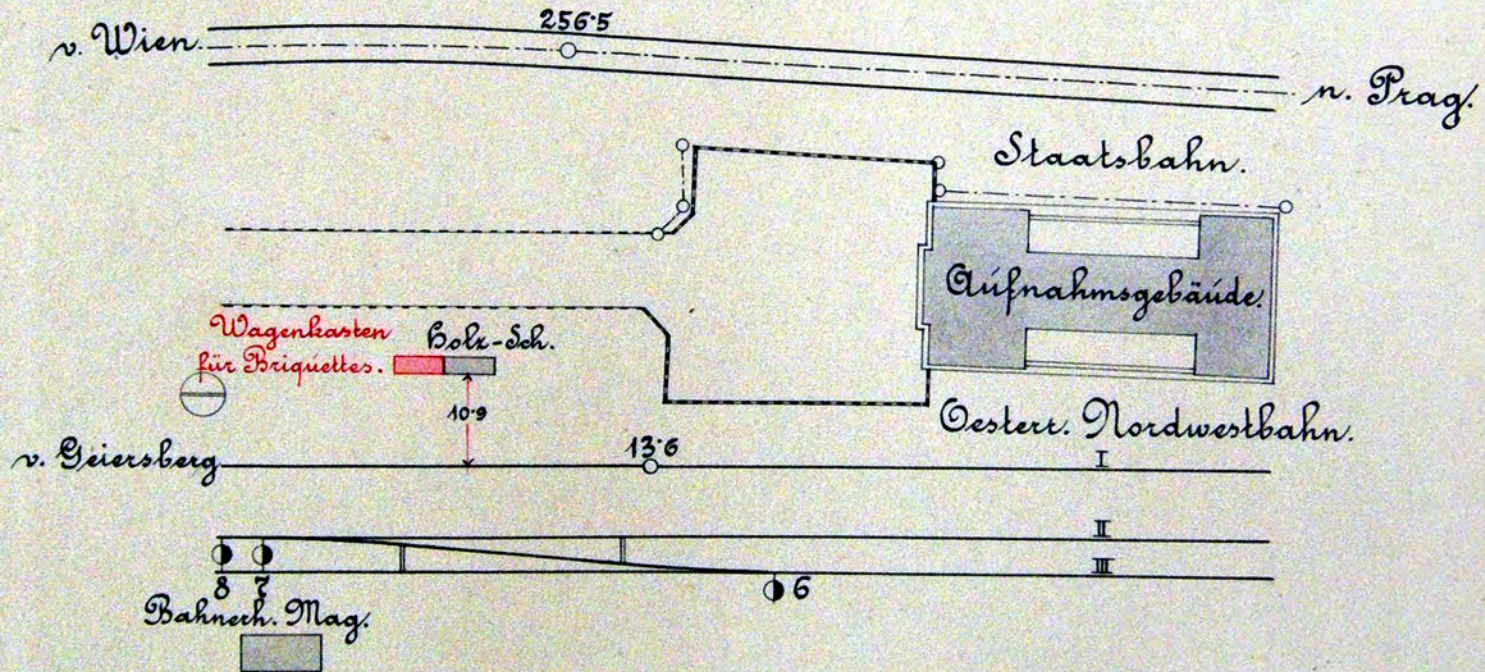 256·5
v. Wien.
n. Prag.
Staatsbahn.
Aufnahmsgebäude.
Wagenkasten
für Briquettes.
Holz-Sch.
10·9
Oesterr. Nordwestbahn.
v. Geiersberg
13·6
I
II
III
8
7
6
Bahnerh. Mag.